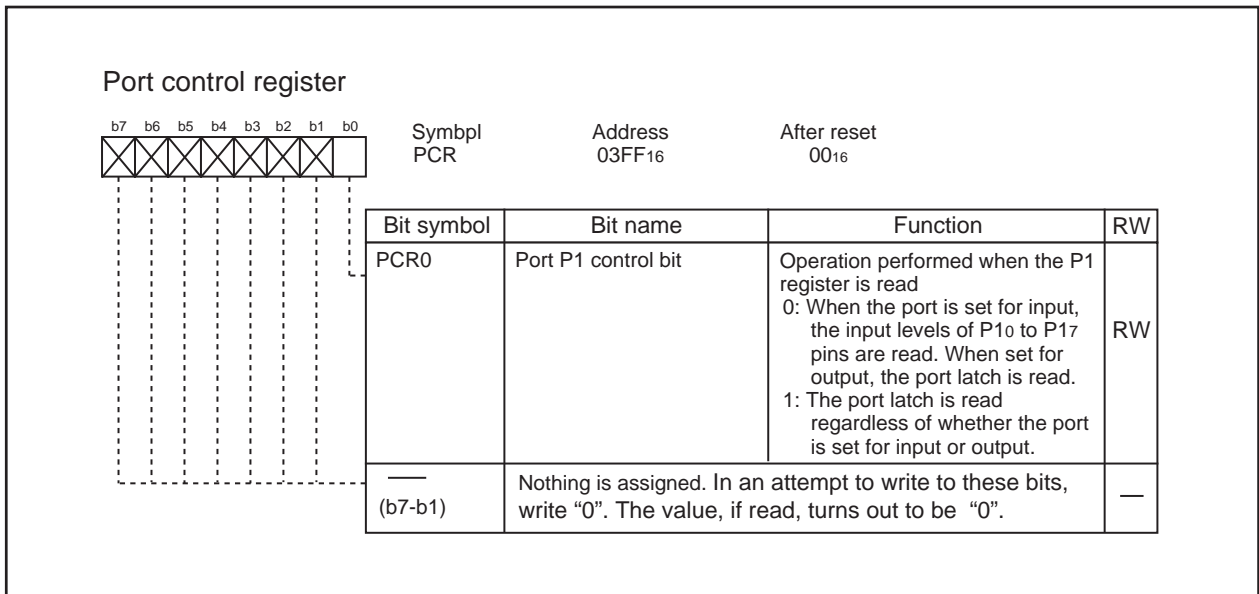 Port control register
b7 b6 b5 b4 b3 b2 b1 b0
Symbpl Address After reset
PCR 03FF16 0016
Bit symbol Bit name Function RW
PCR0 Port P1 control bit Operation performed when the P1
register is read
0: When the port is set for input,
the input levels of P10 to P17
pins are read. When set for
output, the port latch is read.
1: The port latch is read
regardless of whether the port
is set for input or output.
RW
—
(b7-b1)
Nothing is assigned. In an attempt to write to these bits,
write “0”. The value, if read, turns out to be “0”.
—